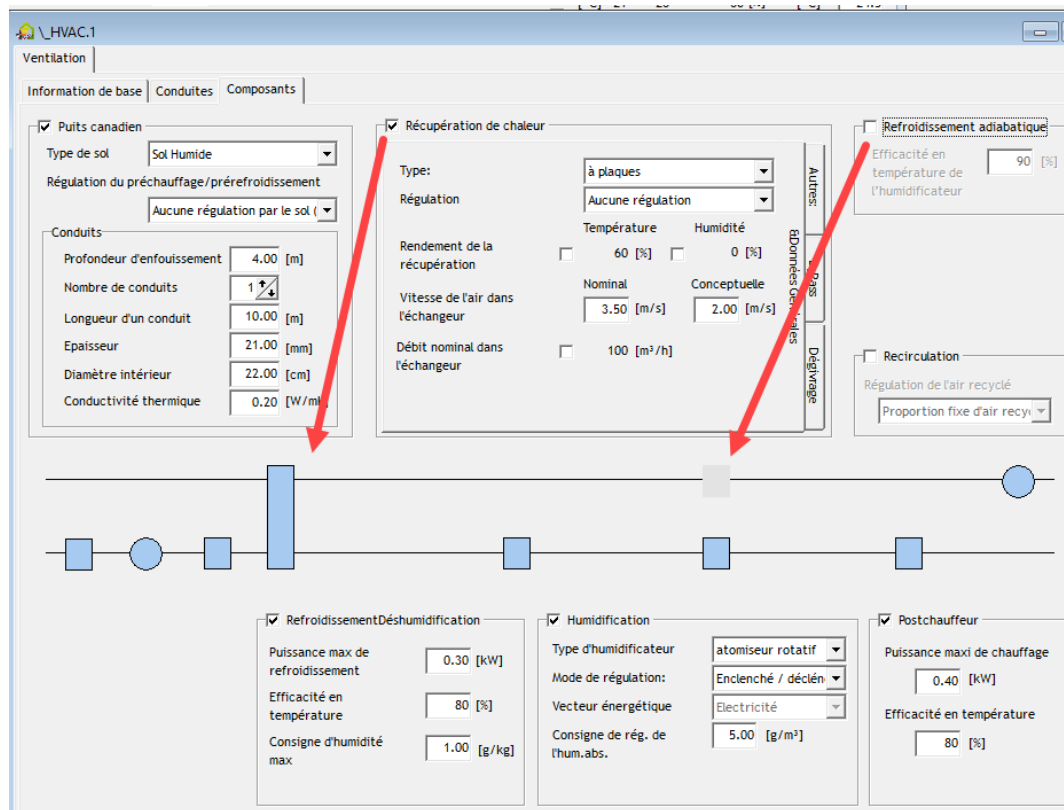 \_HVAC.1
Ventilation
Information de base
Conduites
Composants
Puits canadien
Type de sol
Sol Humide
Régulation du préchauffage/prérefroidissement
Aucune régulation par le sol (
Conduits
Profondeur d'enfouissement 4.00 [m]
Nombre de conduits 1
Longueur d'un conduit 10.00 [m]
Epaisseur 21.00 [mm]
Diamètre intérieur 22.00 [cm]
Conductivité thermique 0.20 [W/mK]
Récupération de chaleur
Type: à plaques
Régulation Aucune régulation
Température Humidité
Rendement de la
récupération
60 [%] 0 [%]
Nominal Conceptuelle
Vitesse de l'air dans
l'échangeur
3.50 [m/s] 2.00 [m/s]
Débit nominal dans
l'échangeur
100 [m³/h]
Autres:
Dégivrage
Refroidissement adiabatique
Efficacité en
température de
l'humidificateur
90 [%]
Recirculation
Régulation de l'air recyclé
Proportion fixe d'air recy
RefroidissementDéshumidification
Puissance max de
refroidissement
0.30 [kW]
Efficacité en
température
80 [%]
Consigne d'humidité
max
1.00 [g/kg]
Humidification
Type d'humidificateur atomiseur rotatif
Mode de régulation: Enclenché / déclén
Vecteur énergétique Electricité
Consigne de rég. de
l'hum.abs.
5.00 [g/m³]
Postchauffeur
Puissance maxi de chauffage
0.40 [kW]
Efficacité en température
80 [%]